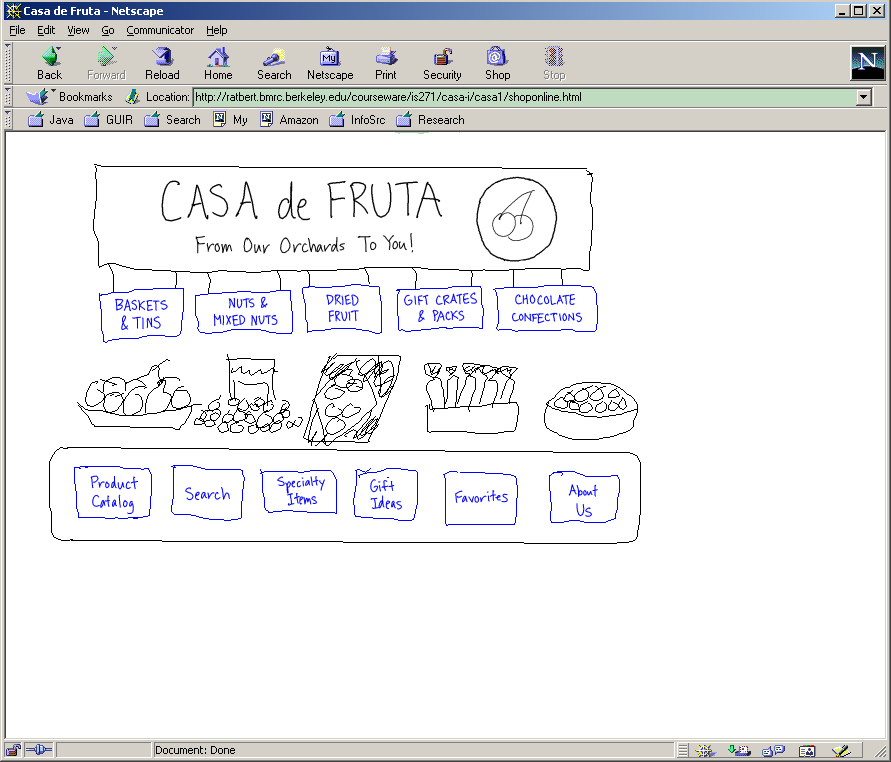 Casa de Fruta - Netscape
File Edit View Go Communicator Help
My
N
Back Forward Reload Home Search Netscape Print Security Shop Stop
Bookmarks Location: http://ratbert.bmrc.berkeley.edu/courseware/is271/casa-i/casa1/shoponline.html
Java GUIR Search My Amazon InfoSrc Research
CASA de FRUTA
From Our Orchards To You!
BASKETS
& TINS
NUTS &
MIXED NUTS
DRIED
FRUIT
GIFT CRATES
& PACKS
CHOCOLATE
CONFECTIONS
Product
Catalog
Search
Specialty
Items
Gift
Ideas
Favorites
About
Us
Document: Done